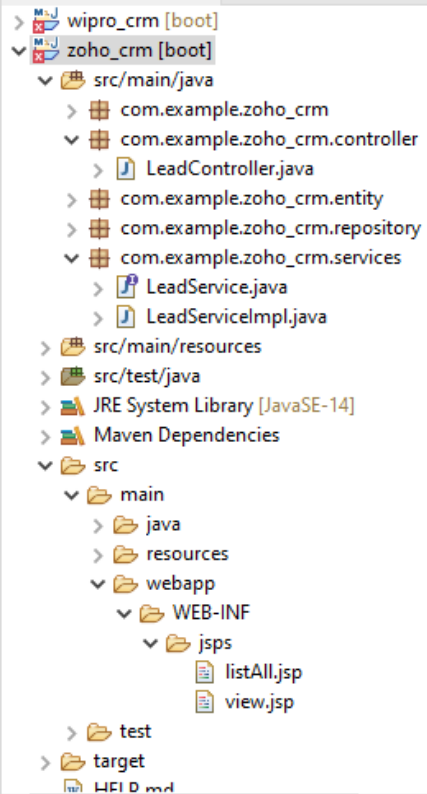 wipro_crm [boot]
zoho_crm [boot]
src/main/java
com.example.zoho_crm
com.example.zoho_crm.controller
LeadController.java
com.example.zoho_crm.entity
com.example.zoho_crm.repository
com.example.zoho_crm.services
LeadService.java
LeadServiceImpl.java
src/main/resources
src/test/java
JRE System Library [JavaSE-14]
Maven Dependencies
src
main
java
resources
webapp
WEB-INF
jsps
listAll.jsp
view.jsp
test
target
HELP.md